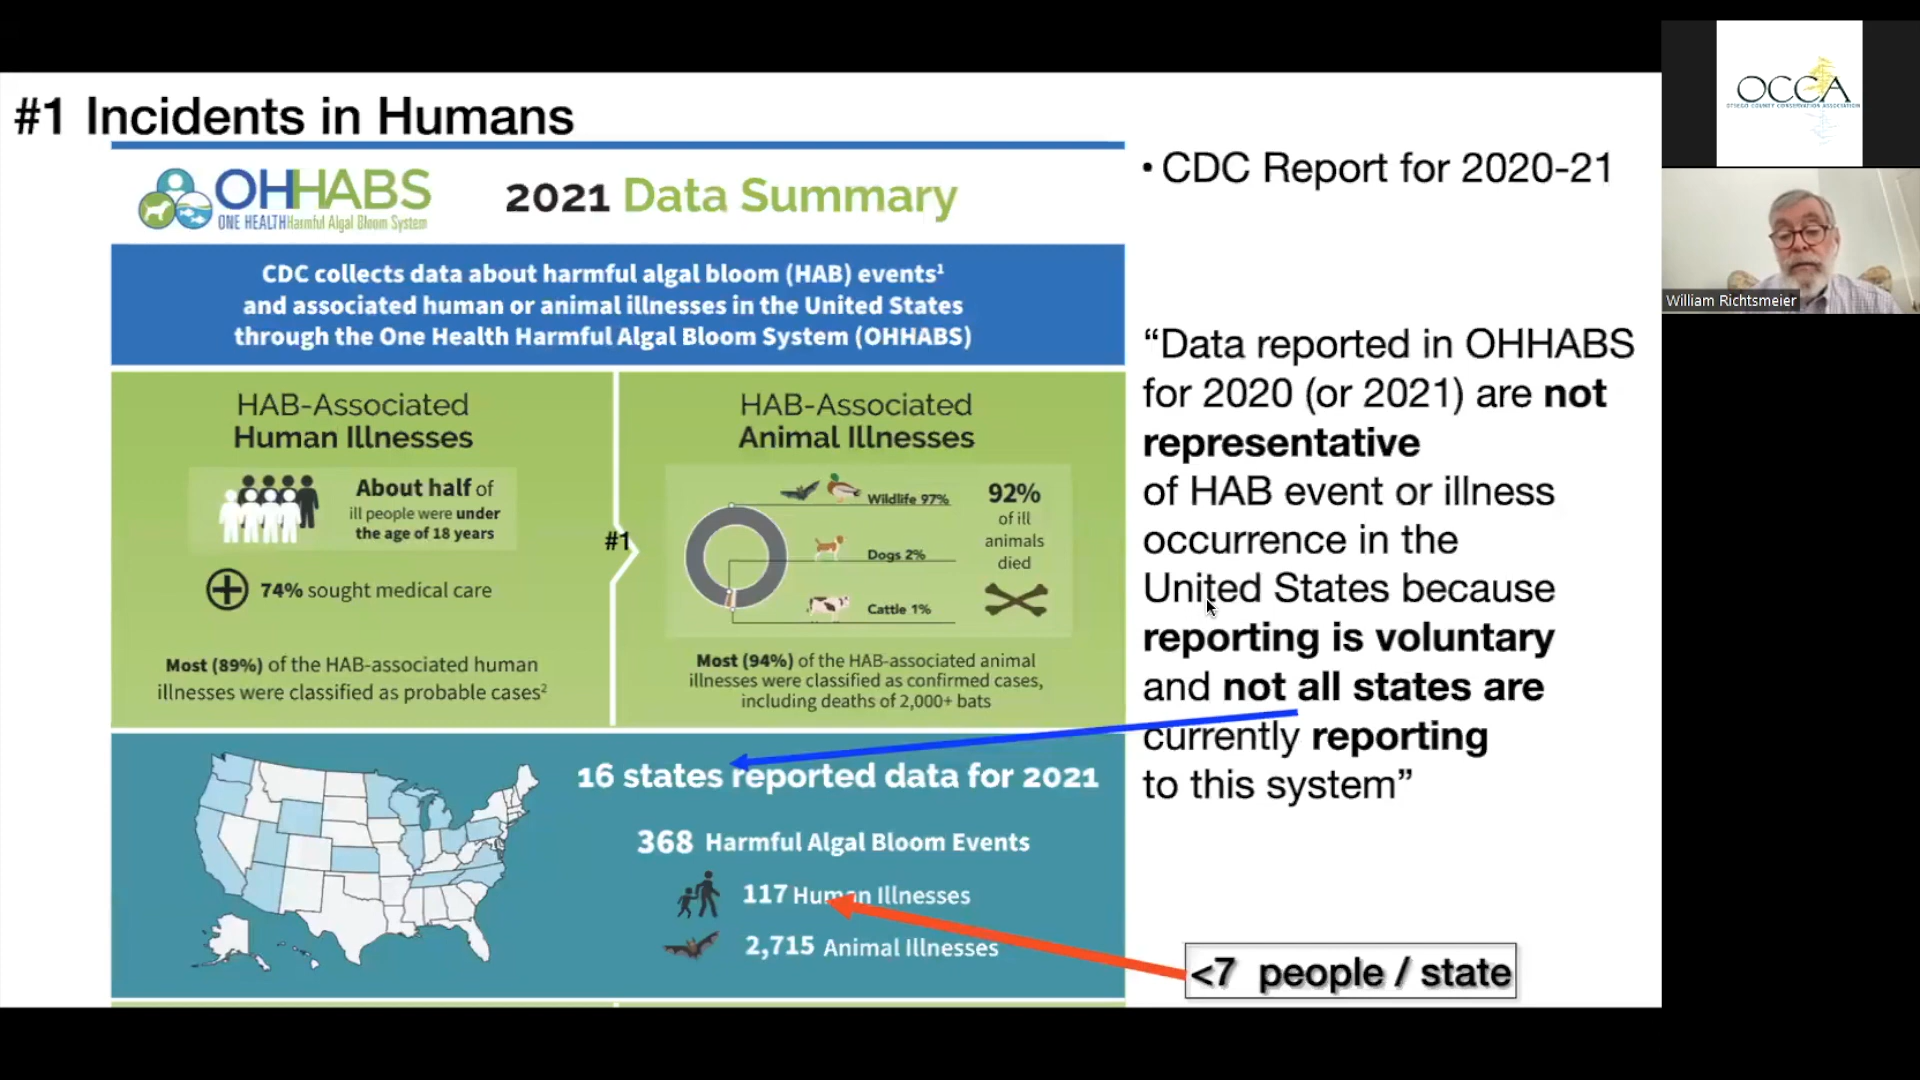 #1 Incidents in Humans
OHHABS
ONE HEALTH Harmful Algal Bloom System
2021 Data Summary
CDC collects data about harmful algal bloom (HAB) events¹
and associated human or animal illnesses in the United States
through the One Health Harmful Algal Bloom System (OHHABS)
HAB-Associated
Human Illnesses
About half of
ill people were under
the age of 18 years
74% sought medical care
Most (89%) of the HAB-associated human
illnesses were classified as probable cases²
#1
HAB-Associated
Animal Illnesses
Wildlife 97%
Dogs 2%
Cattle 1%
92%
of ill
animals
died
Most (94%) of the HAB-associated animal
illnesses were classified as confirmed cases,
including deaths of 2,000+ bats
16 states reported data for 2021
368 Harmful Algal Bloom Events
117 Human Illnesses
2,715 Animal Illnesses
• CDC Report for 2020-21
“Data reported in OHHABS
for 2020 (or 2021) are not
representative
of HAB event or illness
occurrence in the
United States because
reporting is voluntary
and not all states are
currently reporting
to this system”
<7 people / state
OCCA
OTSEGO COUNTY CONSERVATION ASSOCIATION
William Richtsmeier